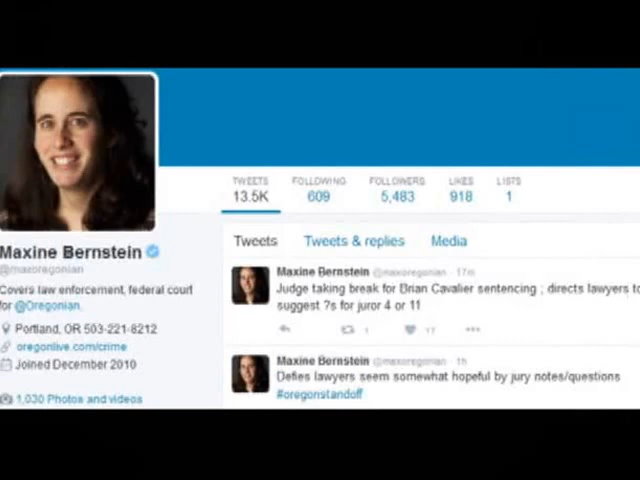 TWEETS FOLLOWING FOLLOWERS LIKES LISTS
13.5K 609 5,483 918 1
Maxine Bernstein
@maxoregonian
Covers law enforcement, federal court
for @Oregonian.
Portland, OR 503-221-8212
oregonlive.com/crime
Joined December 2010
1,030 Photos and videos
Tweets Tweets & replies Media
Maxine Bernstein @maxoregonian · 17m
Judge taking break for Brian Cavalier sentencing ; directs lawyers to
suggest ?s for juror 4 or 11
1 17
Maxine Bernstein @maxoregonian · 1h
Defies lawyers seem somewhat hopeful by jury notes/questions
#oregonstandoff